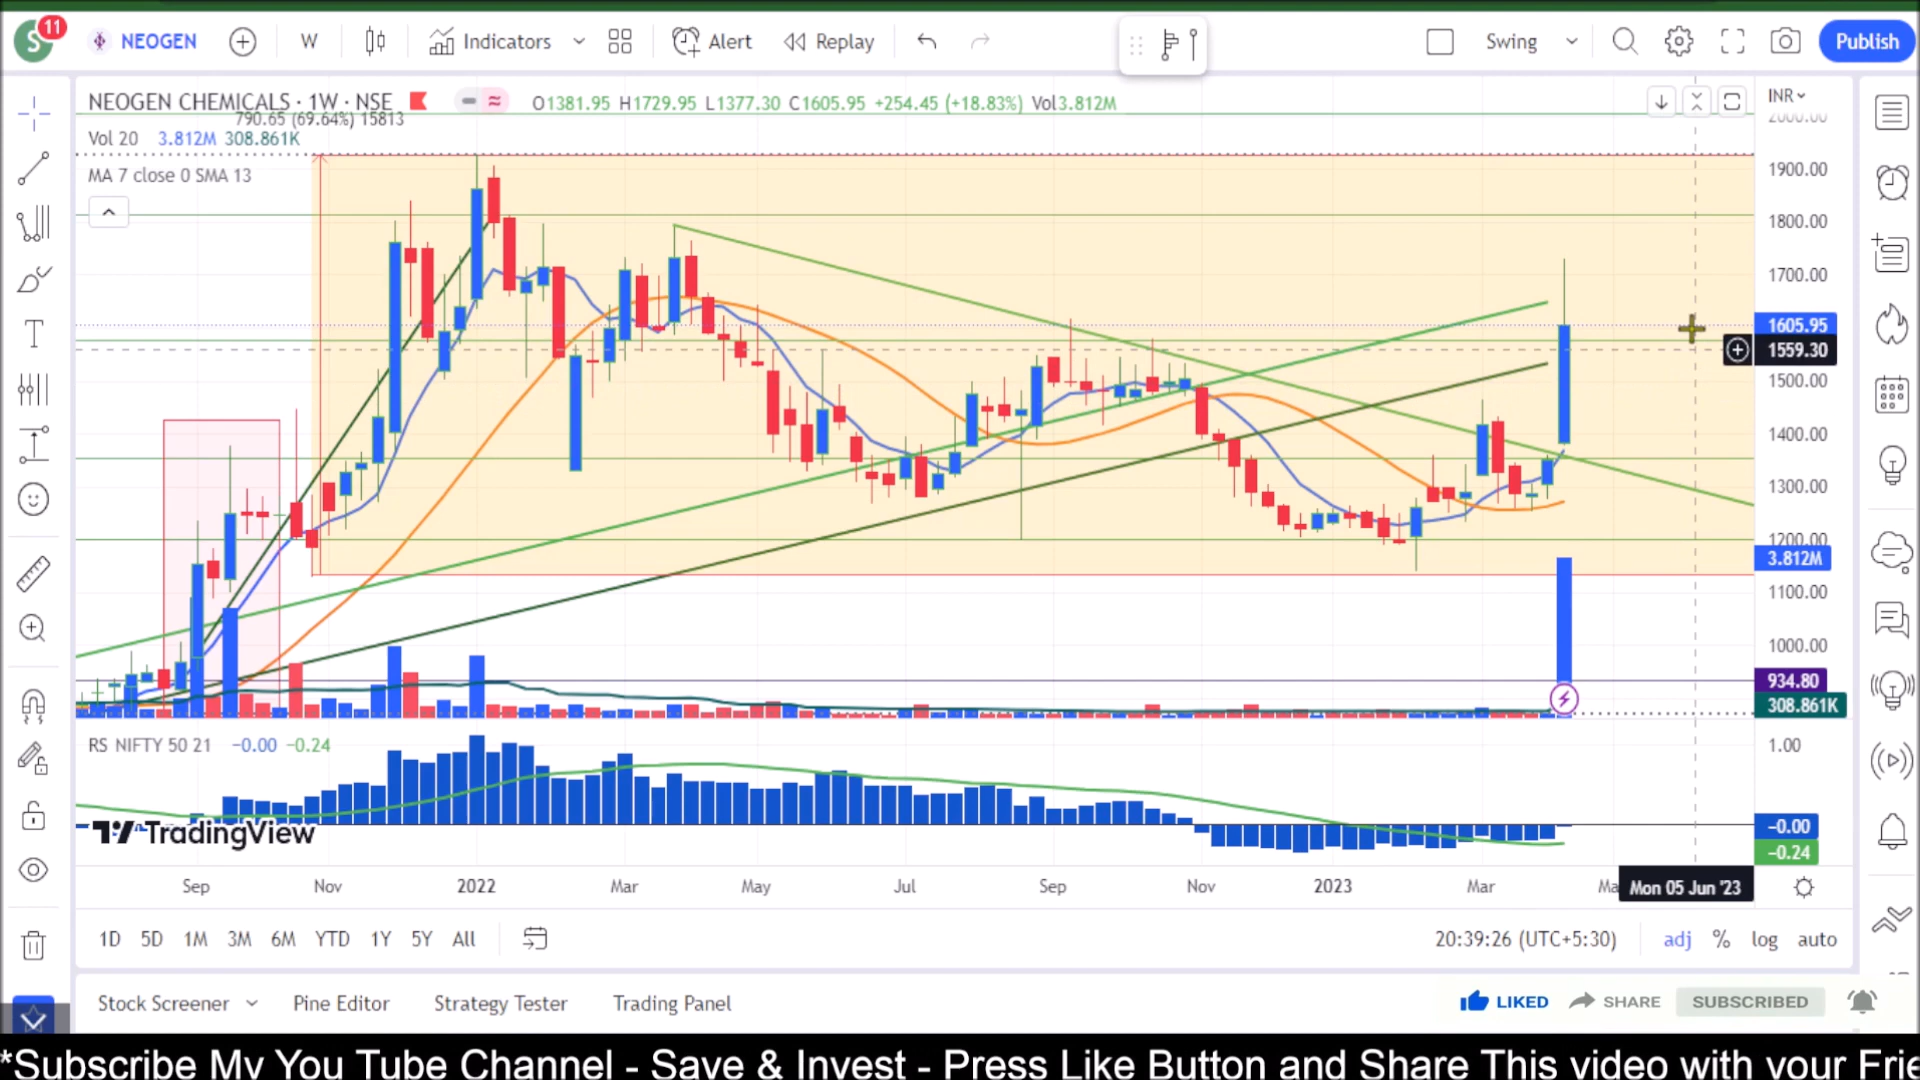 S 11 NEOGEN W Indicators Alert Replay Swing Publish
NEOGEN CHEMICALS · 1W · NSE O1381.95 H1729.95 L1377.30 C1605.95 +254.45 (+18.83%) Vol3.812M
790.65 (69.64%) 15813
Vol 20 3.812M 308.861K
MA 7 close 0 SMA 13
INR
2000.00
1900.00
1800.00
1700.00
1605.95
1559.30
1500.00
1400.00
1300.00
1200.00
3.812M
1100.00
1000.00
934.80
308.861K
RS NIFTY 50 21 −0.00 −0.24
1.00
−0.00
−0.24
TradingView
Sep Nov 2022 Mar May Jul Sep Nov 2023 Mar Mon 05 Jun '23
1D 5D 1M 3M 6M YTD 1Y 5Y All 20:39:26 (UTC+5:30) adj % log auto
Stock Screener Pine Editor Strategy Tester Trading Panel LIKED SHARE SUBSCRIBED
*Subscribe My You Tube Channel - Save & Invest - Press Like Button and Share This video with your Frie